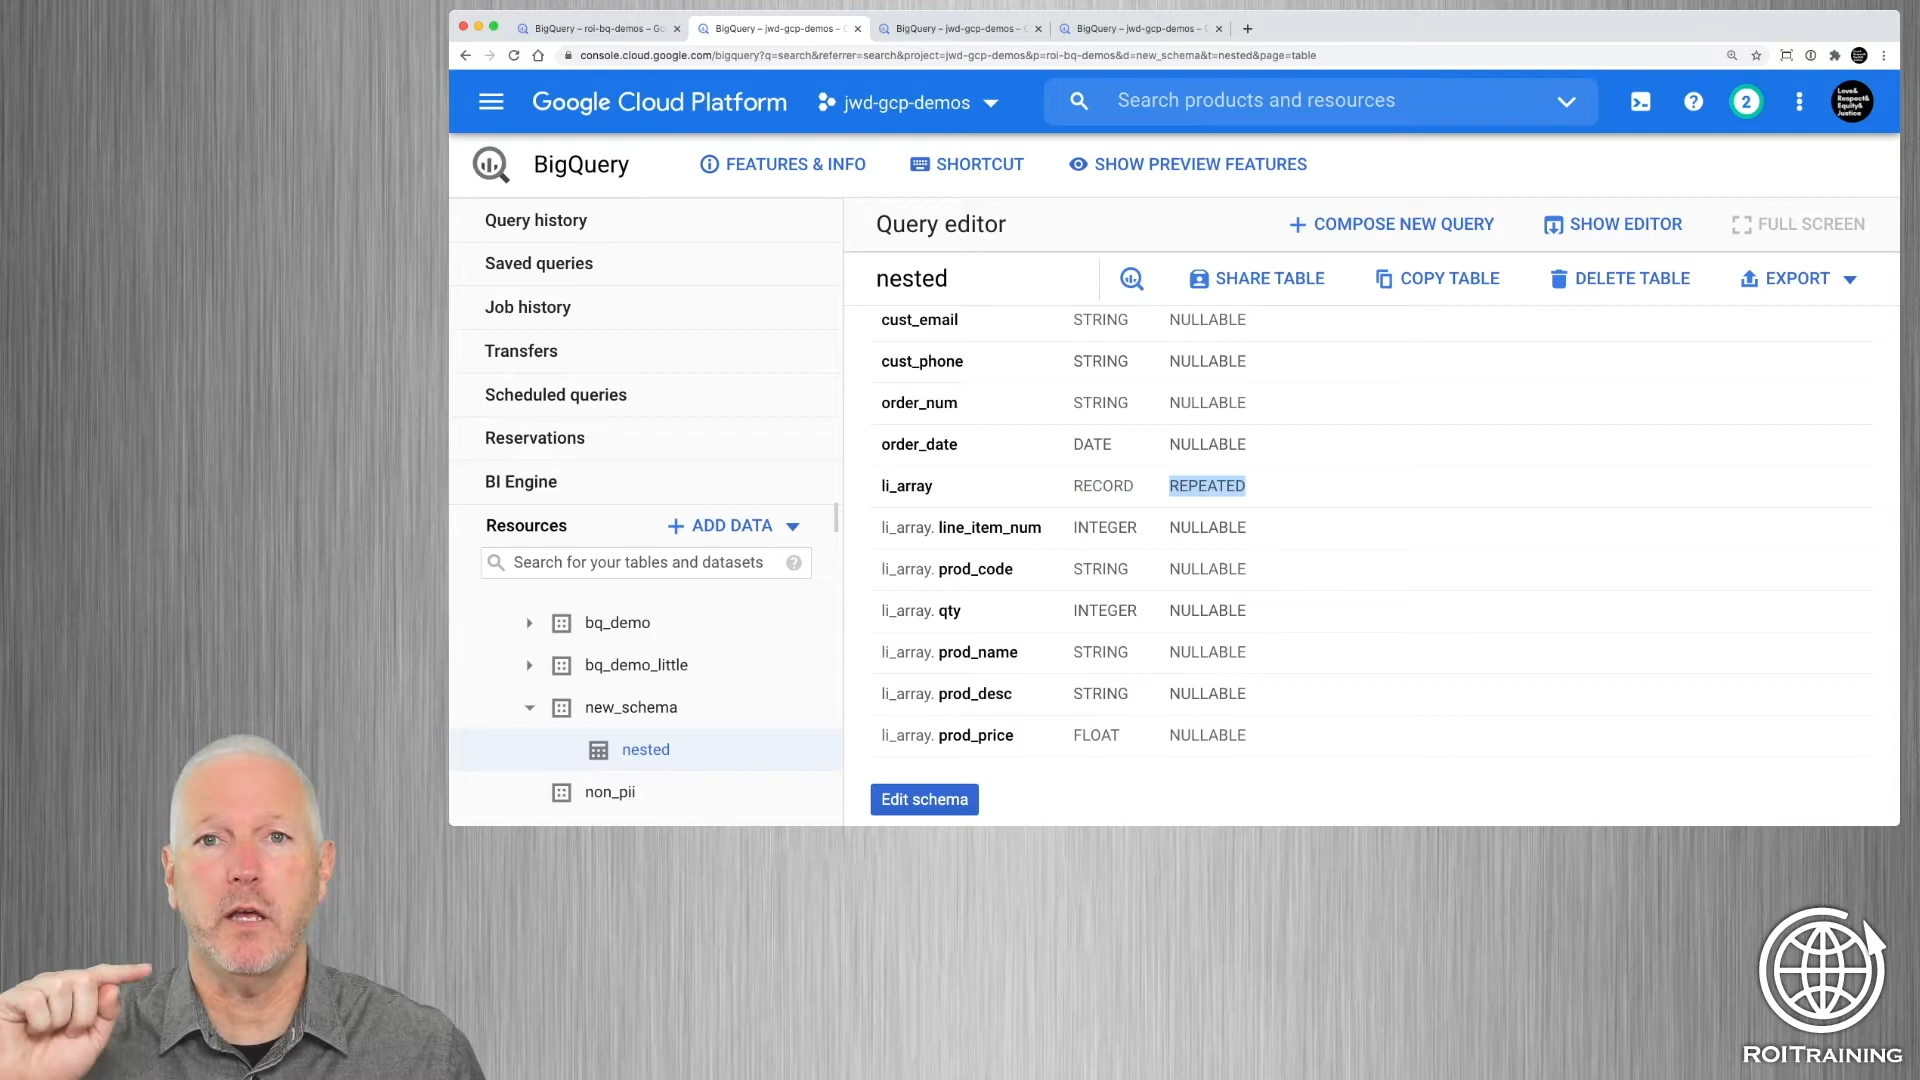 BigQuery – roi-bq-demos – Go
BigQuery – jwd-gcp-demos –
BigQuery – jwd-gcp-demos –
BigQuery – jwd-gcp-demos –
console.cloud.google.com/bigquery?q=search&referrer=search&project=jwd-gcp-demos&p=roi-bq-demos&d=new_schema&t=nested&page=table
Google Cloud Platform
jwd-gcp-demos
Search products and resources
2
Love&
Respect&
Equity&
Justice
BigQuery
FEATURES & INFO
SHORTCUT
SHOW PREVIEW FEATURES
Query history
Saved queries
Job history
Transfers
Scheduled queries
Reservations
BI Engine
Resources
ADD DATA
Search for your tables and datasets
bq_demo
bq_demo_little
new_schema
nested
non_pii
Query editor
COMPOSE NEW QUERY
SHOW EDITOR
FULL SCREEN
nested
SHARE TABLE
COPY TABLE
DELETE TABLE
EXPORT
cust_email STRING NULLABLE
cust_phone STRING NULLABLE
order_num STRING NULLABLE
order_date DATE NULLABLE
li_array RECORD REPEATED
li_array. line_item_num INTEGER NULLABLE
li_array. prod_code STRING NULLABLE
li_array. qty INTEGER NULLABLE
li_array. prod_name STRING NULLABLE
li_array. prod_desc STRING NULLABLE
li_array. prod_price FLOAT NULLABLE
Edit schema
ROITRAINING